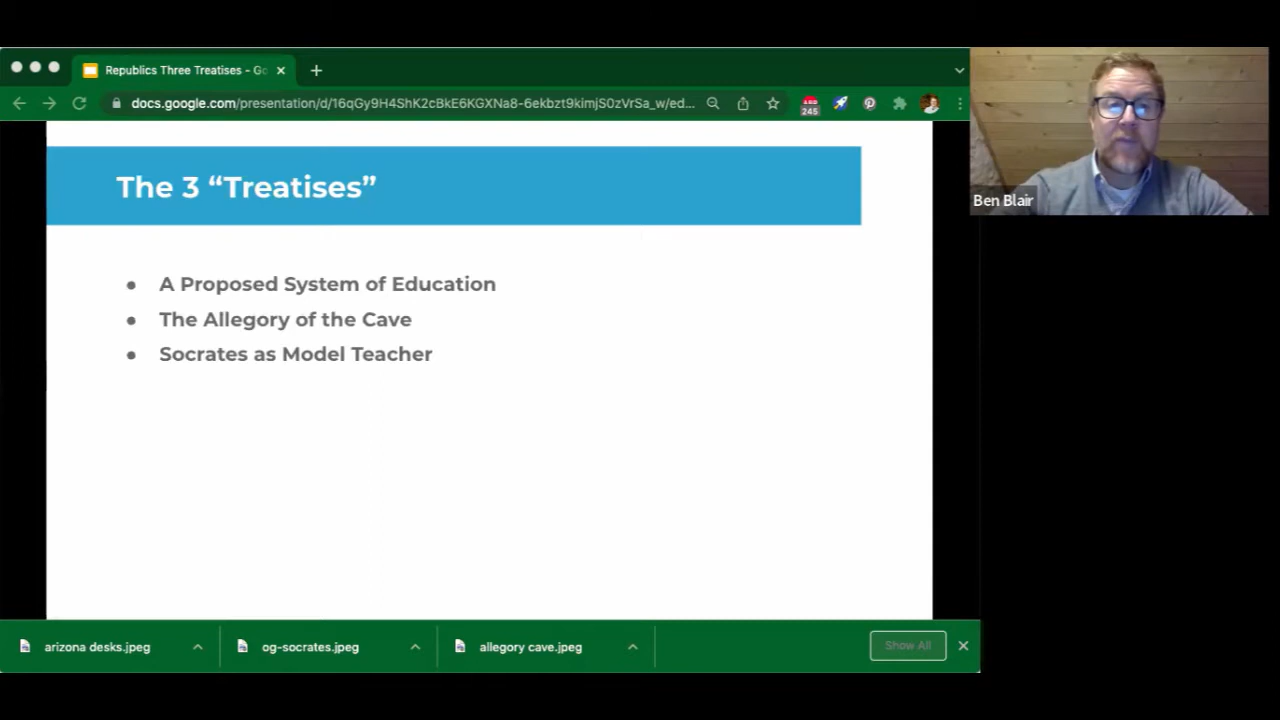 Republics Three Treatises - Go
docs.google.com/presentation/d/16qGy9H4ShK2cBkE6KGXNa8-6ekbzt9kimjS0zVrSa_w/ed...
245
Ben Blair
The 3 “Treatises”
● A Proposed System of Education
● The Allegory of the Cave
● Socrates as Model Teacher
arizona desks.jpeg
og-socrates.jpeg
allegory cave.jpeg
Show All